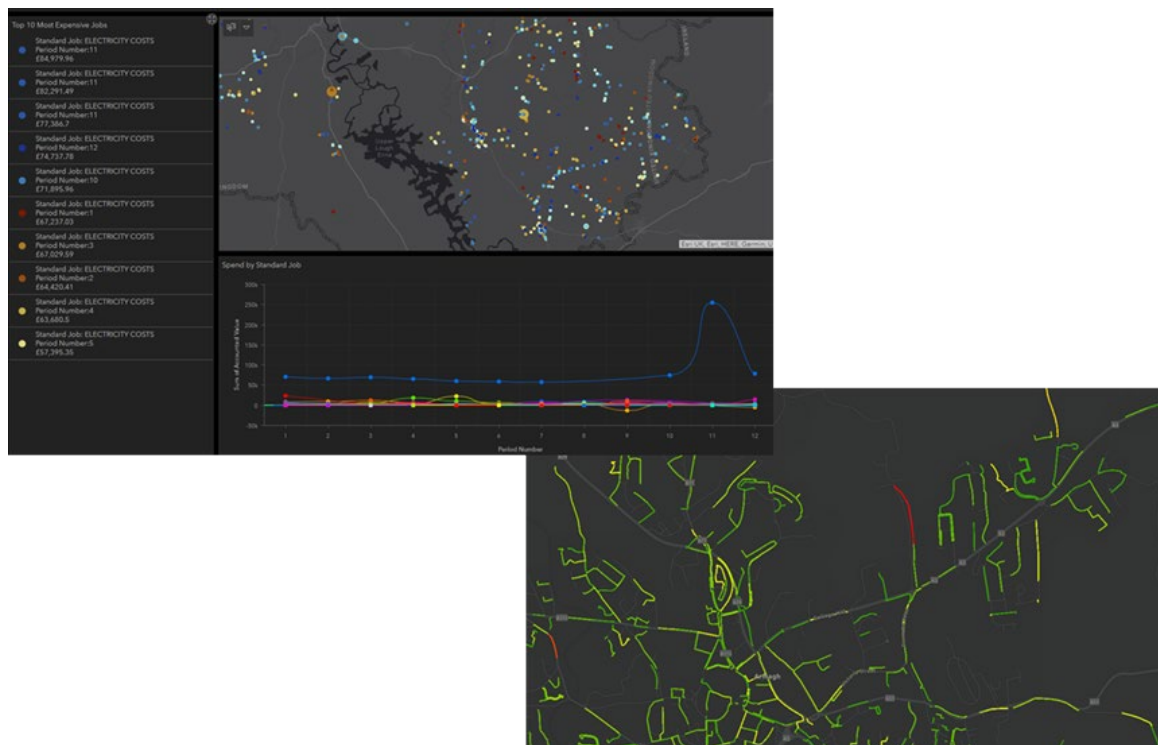 Top 10 Most Expensive Jobs
Standard Job: ELECTRICITY COSTS
Period Number:11
£84,979.96
Standard Job: ELECTRICITY COSTS
Period Number:11
£82,291.49
Standard Job: ELECTRICITY COSTS
Period Number:11
£77,386.7
Standard Job: ELECTRICITY COSTS
Period Number:12
£74,737.78
Standard Job: ELECTRICITY COSTS
Period Number:10
£71,895.96
Standard Job: ELECTRICITY COSTS
Period Number:1
£67,237.03
Standard Job: ELECTRICITY COSTS
Period Number:3
£67,029.59
Standard Job: ELECTRICITY COSTS
Period Number:2
£64,420.41
Standard Job: ELECTRICITY COSTS
Period Number:4
£63,680.5
Standard Job: ELECTRICITY COSTS
Period Number:5
£57,395.35
IRELAND
Upper
Lough
Erne
INGDOM
Esri UK, Esri, HERE, Garmin, U
Spend by Standard Job
Sum of Accounted Value
300k
250k
200k
150k
100k
50k
0
-50k
1 2 3 4 5 6 7 8 9 10 11 12
Period Number
Armagh